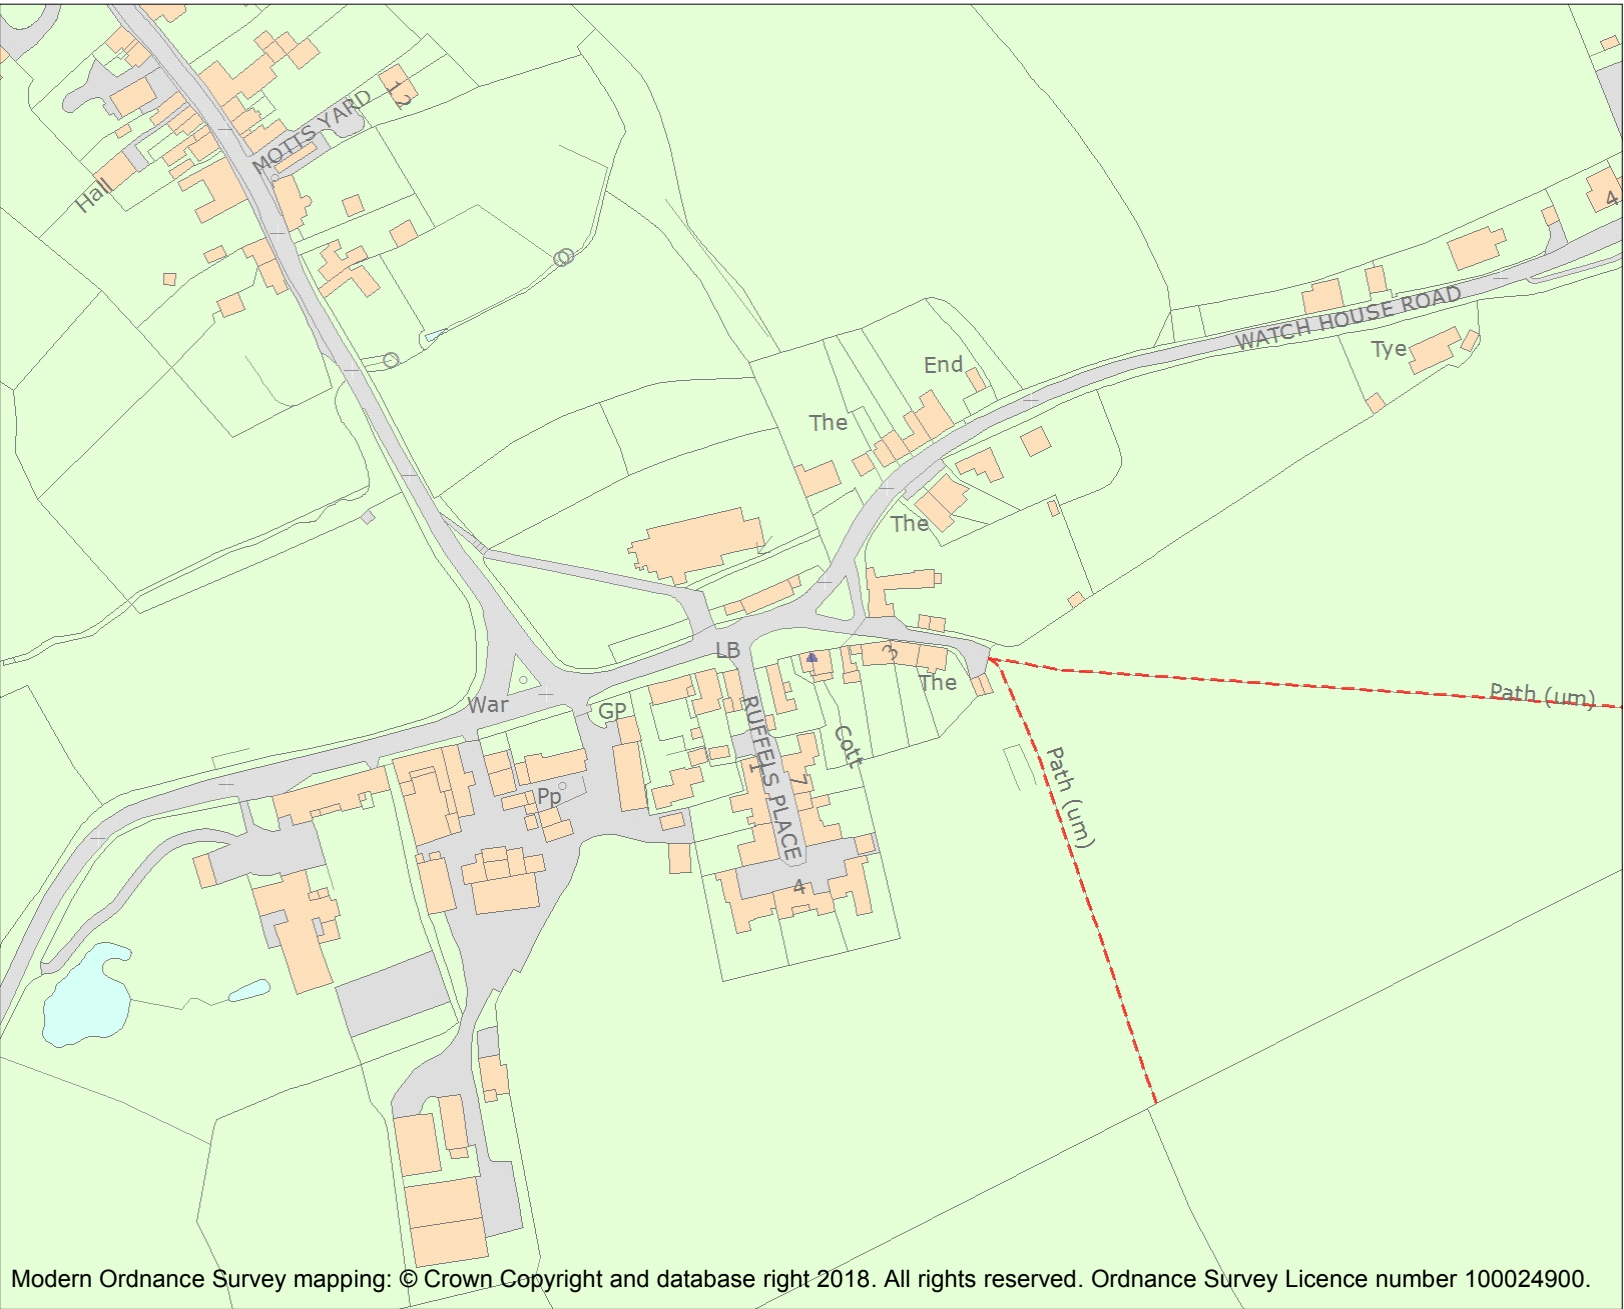 MOTTS YARD
12
Hall
WATCH HOUSE ROAD
4
Tye
End
The
The
LB
3
The
War
GP
RUFFELS PLACE
Cott
1
7
Pp
4
Path (um)
Path (um)
Modern Ordnance Survey mapping: © Crown Copyright and database right 2018. All rights reserved. Ordnance Survey Licence number 100024900.